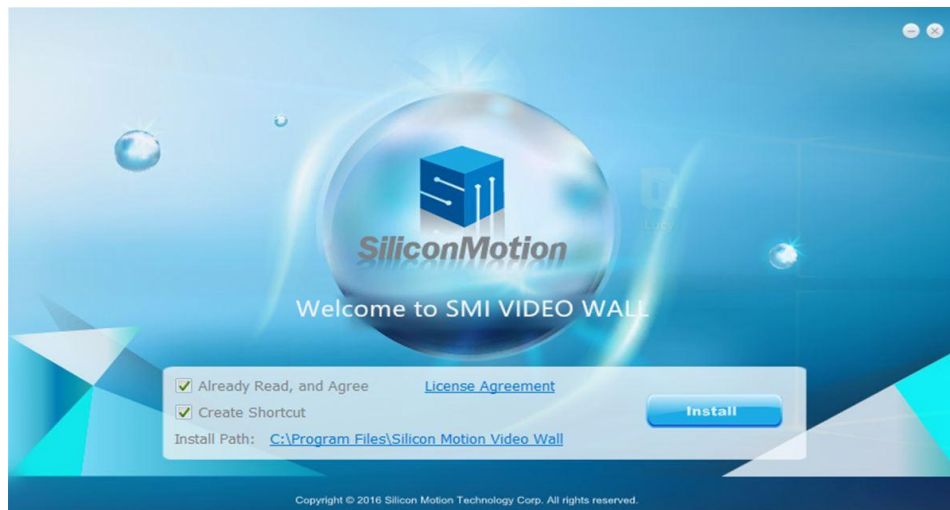 SiliconMotion
Welcome to SMI VIDEO WALL
Already Read, and Agree License Agreement
Create Shortcut
Install
Install Path: C:\Program Files\Silicon Motion Video Wall
Copyright © 2016 Silicon Motion Technology Corp. All rights reserved.